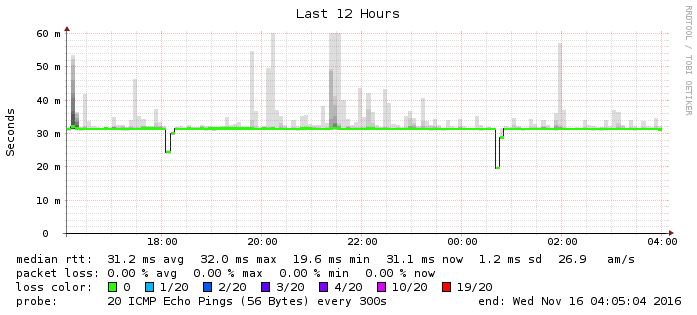 Last 12 Hours
RRDTOOL / TOBI OETIKER
Seconds
60 m
50 m
40 m
30 m
20 m
10 m
0
18:00 20:00 22:00 00:00 02:00 04:00
median rtt: 31.2 ms avg 32.0 ms max 19.6 ms min 31.1 ms now 1.2 ms sd 26.9 am/s
packet loss: 0.00 % avg 0.00 % max 0.00 % min 0.00 % now
loss color: 0 1/20 2/20 3/20 4/20 10/20 19/20
probe: 20 ICMP Echo Pings (56 Bytes) every 300s end: Wed Nov 16 04:05:04 2016